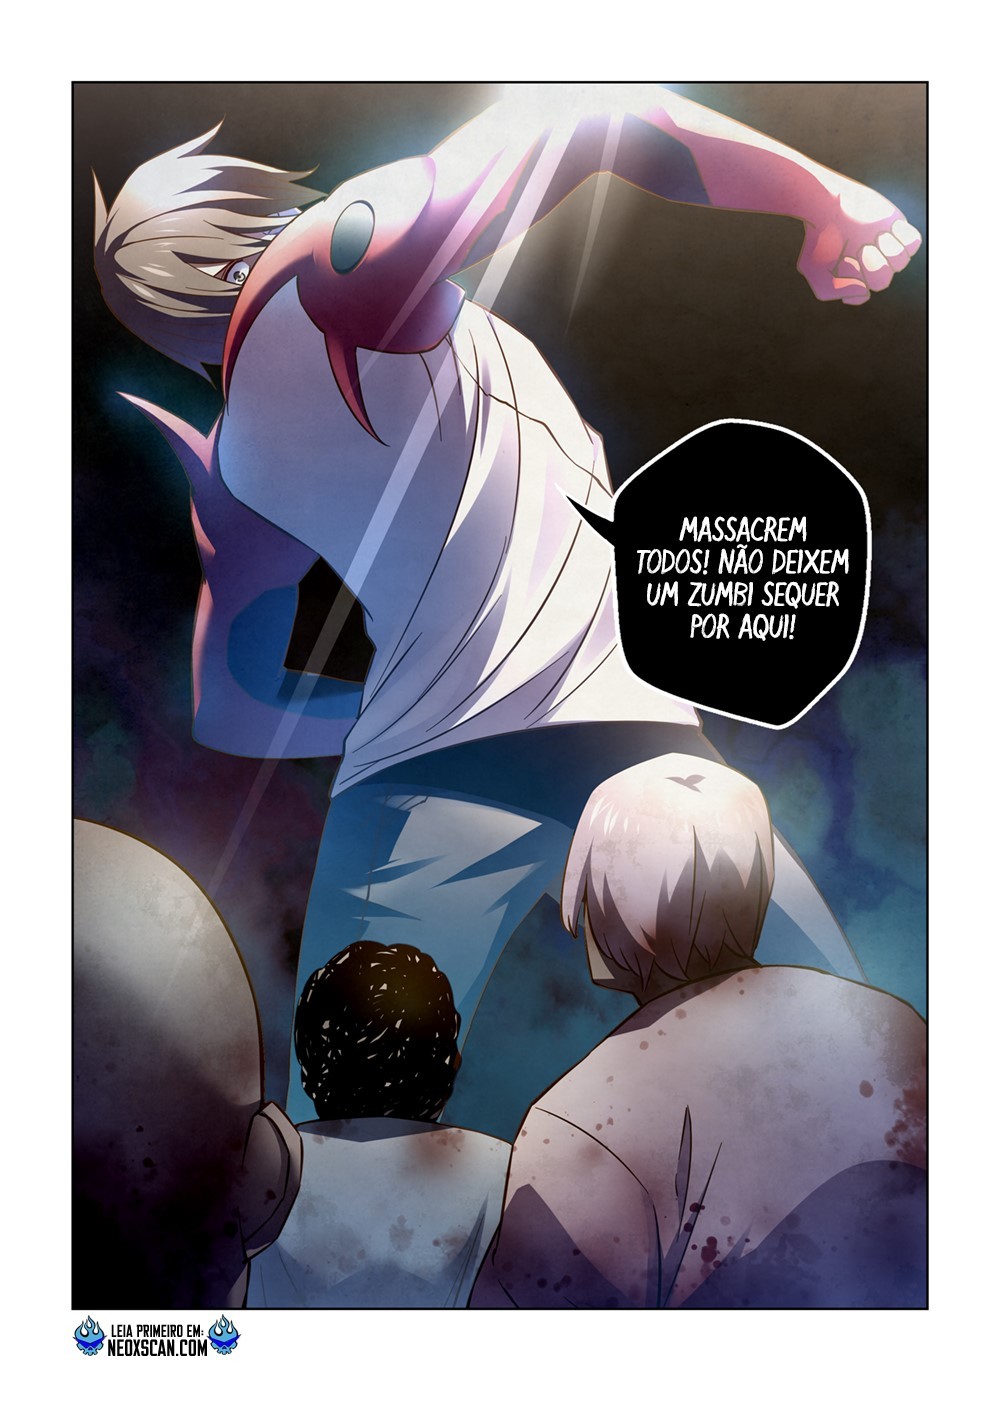 MASSACREM
TODOS! NÃO DEIXEM
UM ZUMBI SEQUER
POR AQUI!
LEIA PRIMEIRO EM:
NEOXSCAN.COM